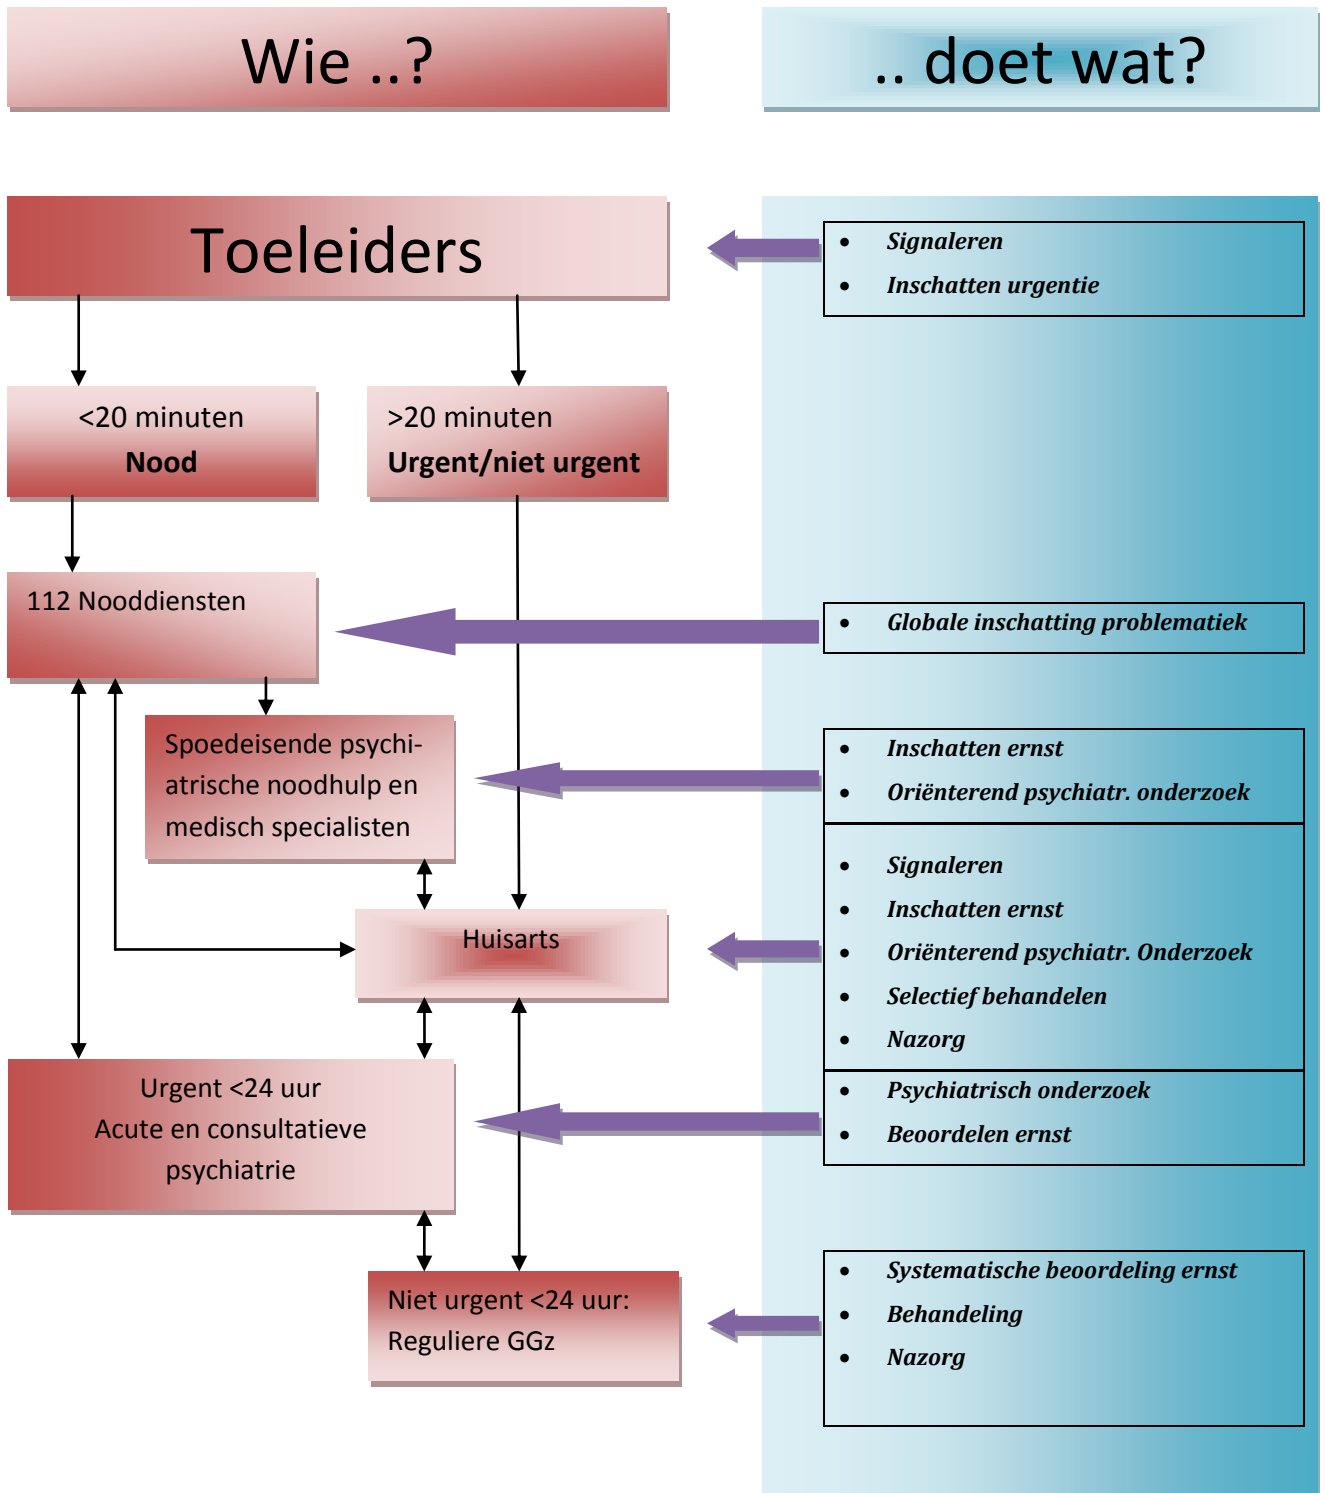 Wie ..?
.. doet wat?
Toeleiders
• Signaleren
• Inschatten urgentie
<20 minuten
Nood
>20 minuten
Urgent/niet urgent
112 Nooddiensten
• Globale inschatting problematiek
Spoedeisende psychi-
atrische noodhulp en
medisch specialisten
• Inschatten ernst
• Oriënterend psychiatr. onderzoek
Huisarts
• Signaleren
• Inschatten ernst
• Oriënterend psychiatr. Onderzoek
• Selectief behandelen
• Nazorg
Urgent <24 uur
Acute en consultatieve
psychiatrie
• Psychiatrisch onderzoek
• Beoordelen ernst
Niet urgent <24 uur:
Reguliere GGz
• Systematische beoordeling ernst
• Behandeling
• Nazorg